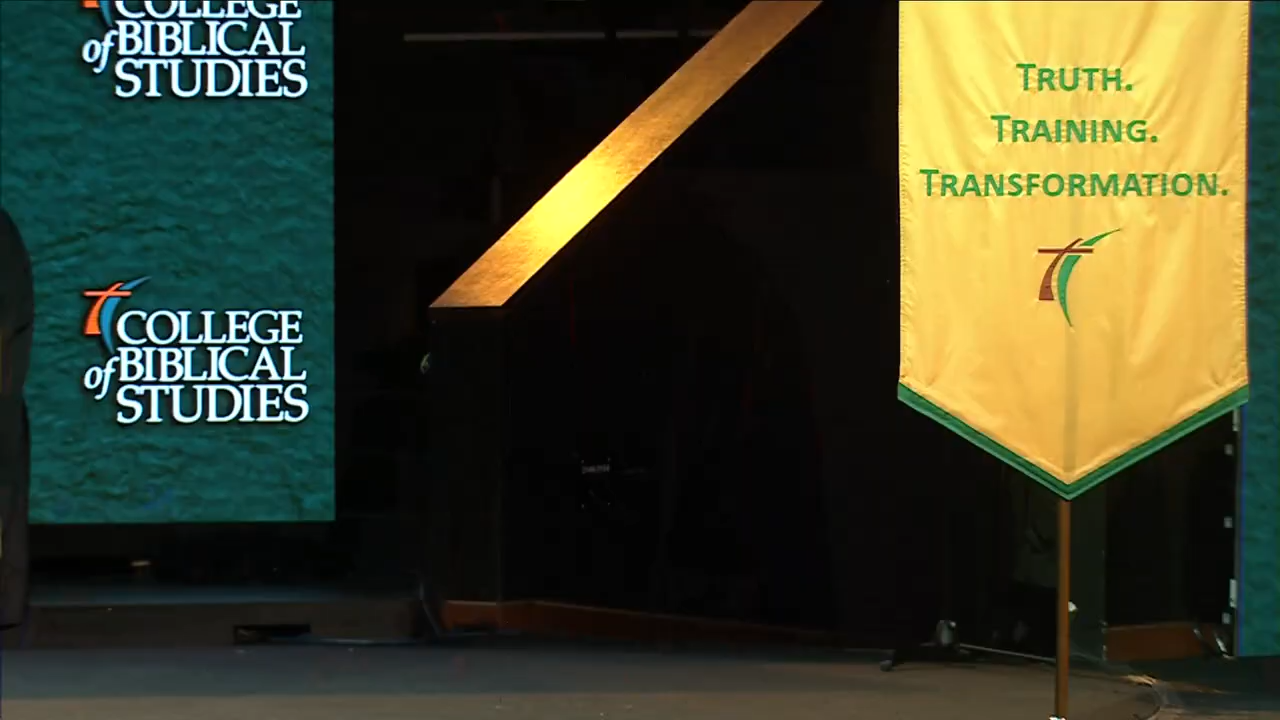 COLLEGE
of BIBLICAL
STUDIES
COLLEGE
of BIBLICAL
STUDIES
TRUTH.
TRAINING.
TRANSFORMATION.